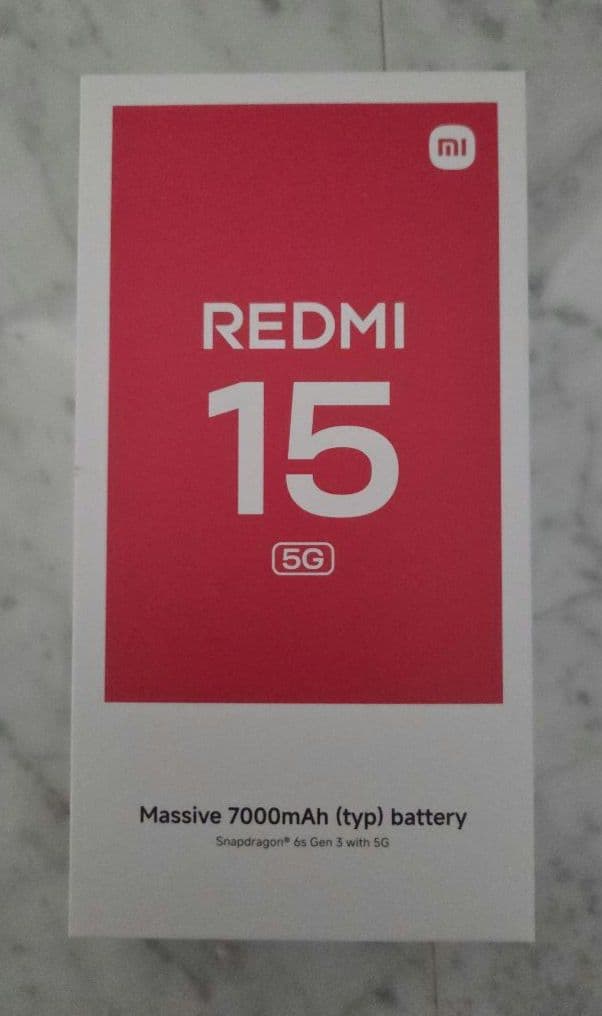 mi
REDMI
15
5G
Massive 7000mAh (typ) battery
Snapdragon® 6s Gen 3 with 5G